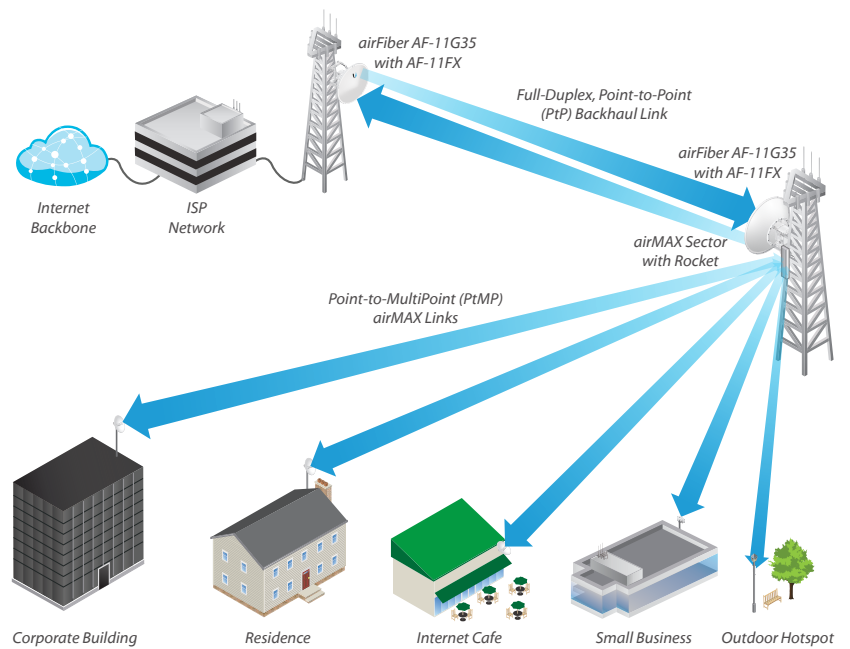 airFiber AF-11G35
with AF-11FX
Full-Duplex, Point-to-Point
(PtP) Backhaul Link
airFiber AF-11G35
with AF-11FX
Internet
Backbone
ISP
Network
airMAX Sector
with Rocket
Point-to-MultiPoint (PtMP)
airMAX Links
Corporate Building
Residence
Internet Cafe
Small Business
Outdoor Hotspot